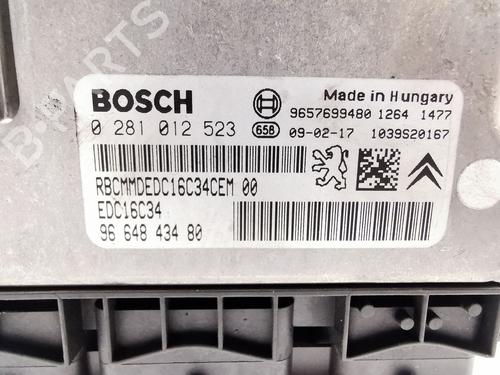 B-PARTS
BOSCH
Made in Hungary
9657699480 1264 1477
0 281 012 523 658 09-02-17 1039S20167
RBCMMDEDC16C34CEM 00
EDC16C34
96 648 434 80